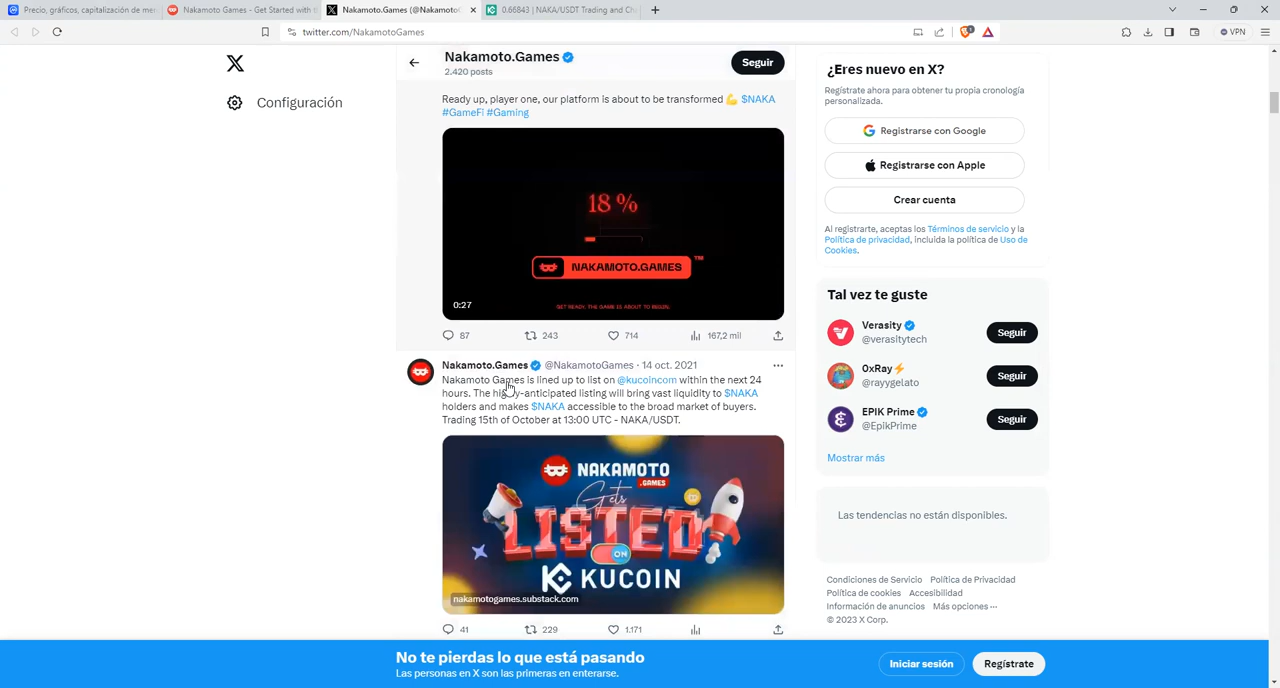 Precio, gráficos, capitalización de me
Nakamoto Games - Get Started with t
Nakamoto.Games (@NakamotoG
0.66843 | NAKA/USDT Trading and Ch
twitter.com/NakamotoGames
VPN
Configuración
Nakamoto.Games
2.420 posts
Seguir
Ready up, player one, our platform is about to be transformed 💪 $NAKA
#GameFi #Gaming
18 %
NAKAMOTO.GAMES ™
GET READY. THE GAME IS ABOUT TO BEGIN.
0:27
87 243 714 167,2 mil
Nakamoto.Games @NakamotoGames · 14 oct. 2021
Nakamoto Games is lined up to list on @kucoincom within the next 24
hours. The highly-anticipated listing will bring vast liquidity to $NAKA
holders and makes $NAKA accessible to the broad market of buyers.
Trading 15th of October at 13:00 UTC - NAKA/USDT.
NAKAMOTO
.GAMES
Gets
LISTED
ON
KUCOIN
nakamotogames.substack.com
41 229 1.171
¿Eres nuevo en X?
Regístrate ahora para obtener tu propia cronología
personalizada.
Registrarse con Google
Registrarse con Apple
Crear cuenta
Al registrarte, aceptas los Términos de servicio y la
Política de privacidad, incluida la política de Uso de
Cookies.
Tal vez te guste
Verasity
@verasitytech
Seguir
0xRay⚡
@rayygelato
Seguir
EPIK Prime
@EpikPrime
Seguir
Mostrar más
Las tendencias no están disponibles.
Condiciones de Servicio Política de Privacidad
Política de cookies Accesibilidad
Información de anuncios Más opciones ···
© 2023 X Corp.
No te pierdas lo que está pasando
Las personas en X son las primeras en enterarse.
Iniciar sesión
Regístrate